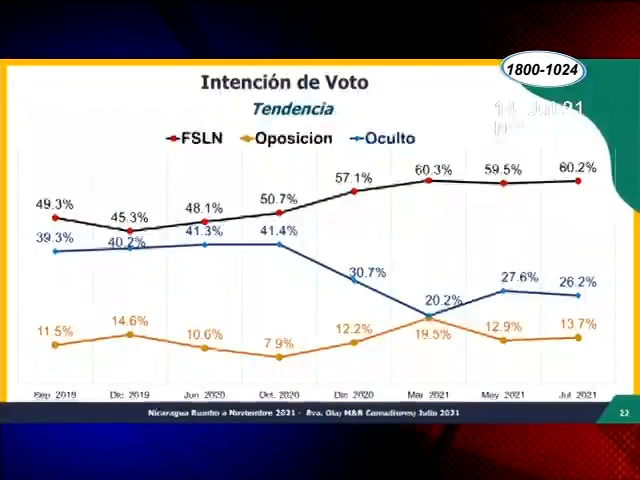 1800-1024
Intención de Voto
Tendencia
FSLN Oposicion Oculto
49.3% 45.3% 48.1% 50.7% 57.1% 60.3% 59.5% 60.2%
39.3% 40.2% 41.3% 41.4% 30.7% 20.2% 27.6% 26.2%
11.5% 14.6% 10.6% 7.9% 12.2% 19.5% 12.9% 13.7%
Sep. 2019 Dic. 2019 Jun. 2020 Oct. 2020 Dic. 2020 Mar. 2021 May. 2021 Jul. 2021
Nicaragua Rumbo a Noviembre 2021 - 8va. Ola; M&R Consultores; Julio 2021
22